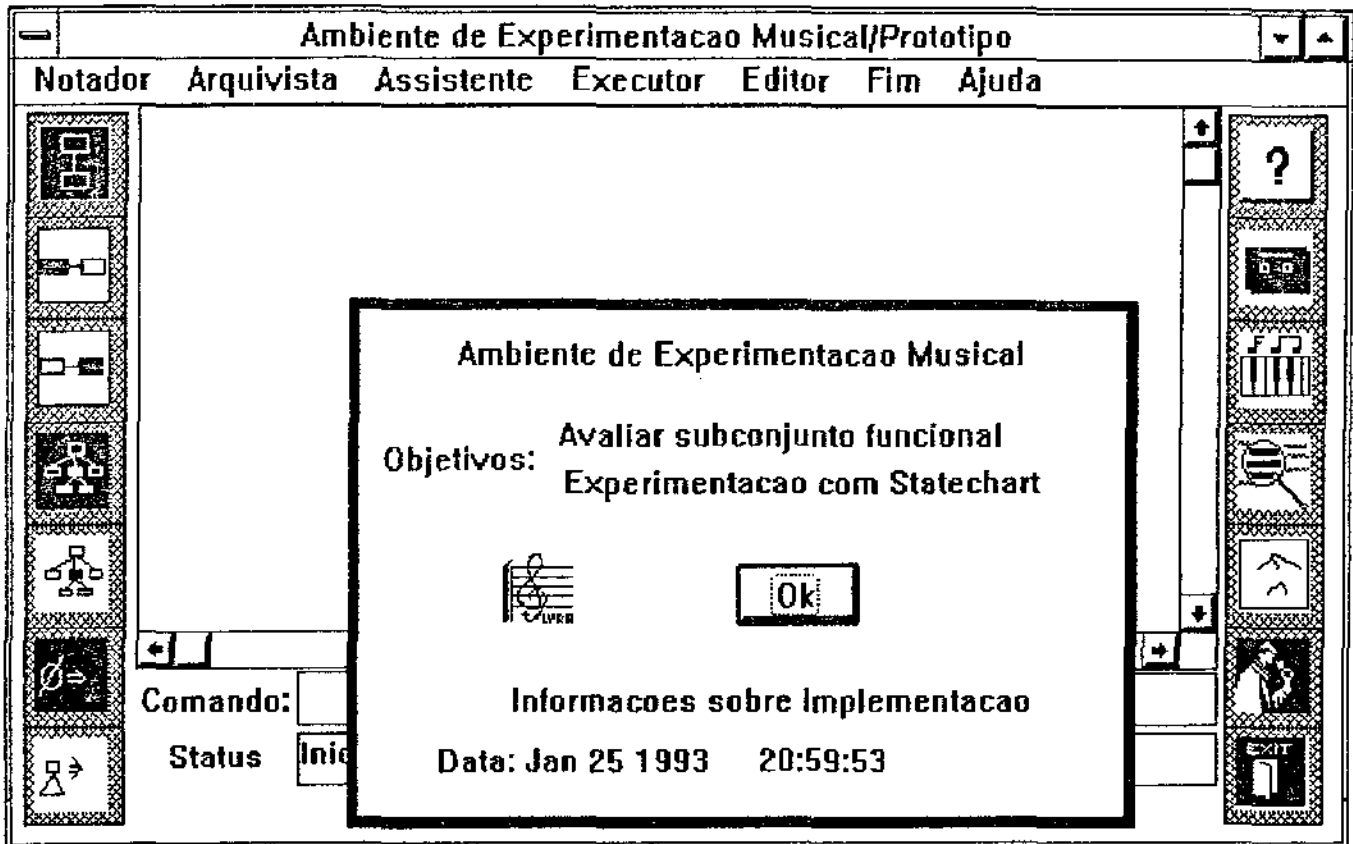 Ambiente de Experimentacao Musical/Prototipo
Notador Arquivista Assistente Executor Editor Fim Ajuda
?
Ambiente de Experimentacao Musical
Objetivos:
Avaliar subconjunto funcional
Experimentacao com Statechart
LYRA
Ok
Comando:
Informacoes sobre Implementacao
Status Inic
Data: Jan 25 1993 20:59:53
EXIT